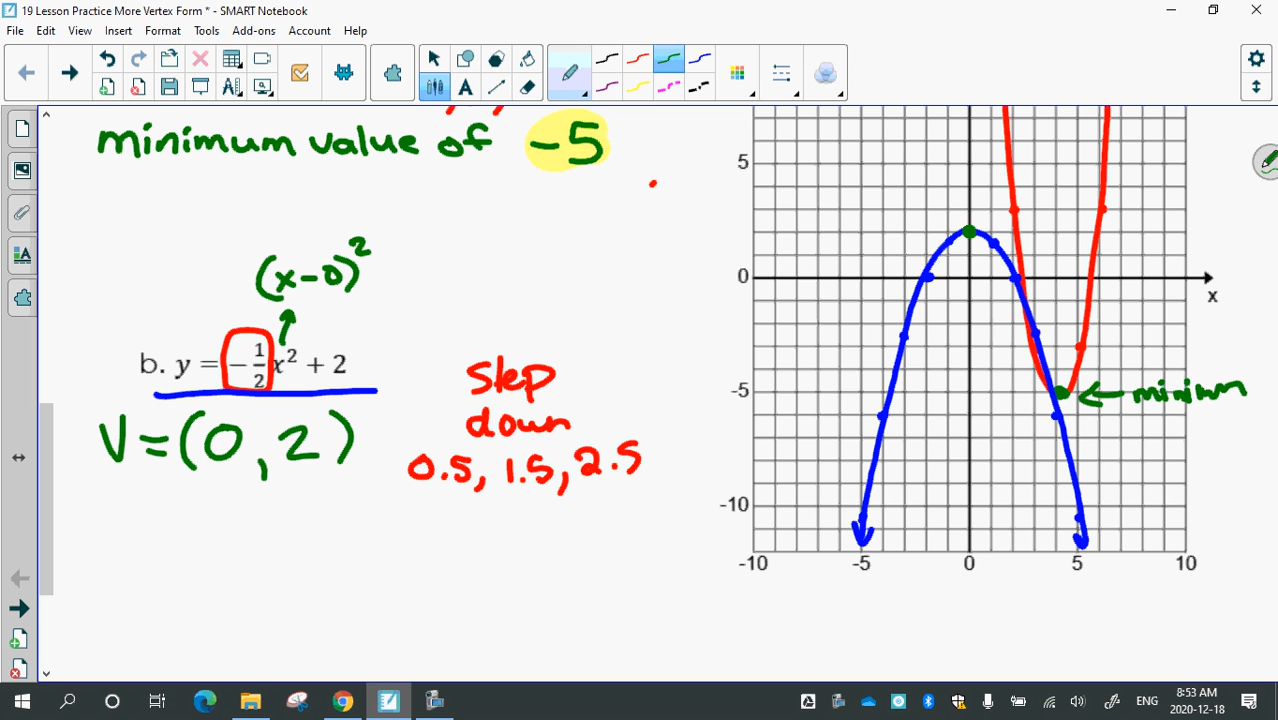 19 Lesson Practice More Vertex Form * - SMART Notebook
File Edit View Insert Format Tools Add-ons Account Help
minimum value of -5
(x-0)²
b. y = -1/2x² + 2
V=(0,2)
step
down
0.5, 1.5, 2.5
5
0
-5
-10
x
minimum
-10 -5 0 5 10
ENG
8:53 AM
2020-12-18